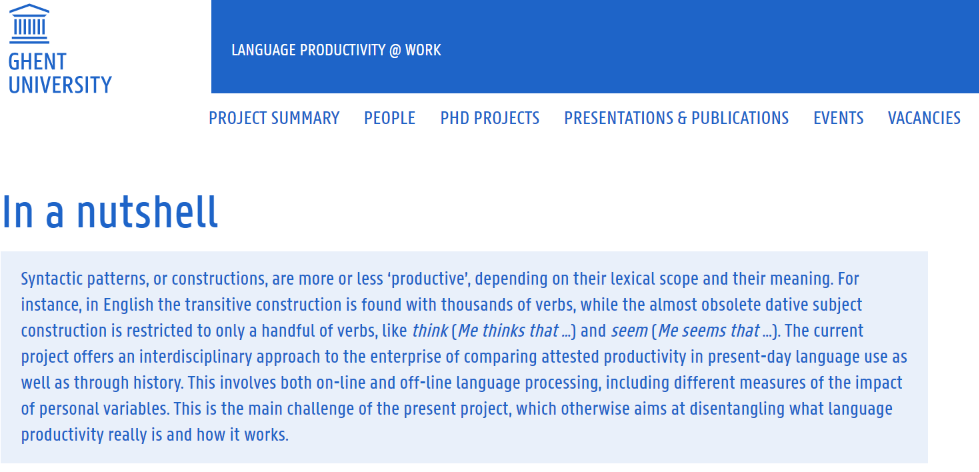 GHENT
UNIVERSITY
LANGUAGE PRODUCTIVITY @ WORK
PROJECT SUMMARY PEOPLE PHD PROJECTS PRESENTATIONS & PUBLICATIONS EVENTS VACANCIES
In a nutshell
Syntactic patterns, or constructions, are more or less ‘productive’, depending on their lexical scope and their meaning. For
instance, in English the transitive construction is found with thousands of verbs, while the almost obsolete dative subject
construction is restricted to only a handful of verbs, like think (Me thinks that ...) and seem (Me seems that ...). The current
project offers an interdisciplinary approach to the enterprise of comparing attested productivity in present-day language use as
well as through history. This involves both on-line and off-line language processing, including different measures of the impact
of personal variables. This is the main challenge of the present project, which otherwise aims at disentangling what language
productivity really is and how it works.